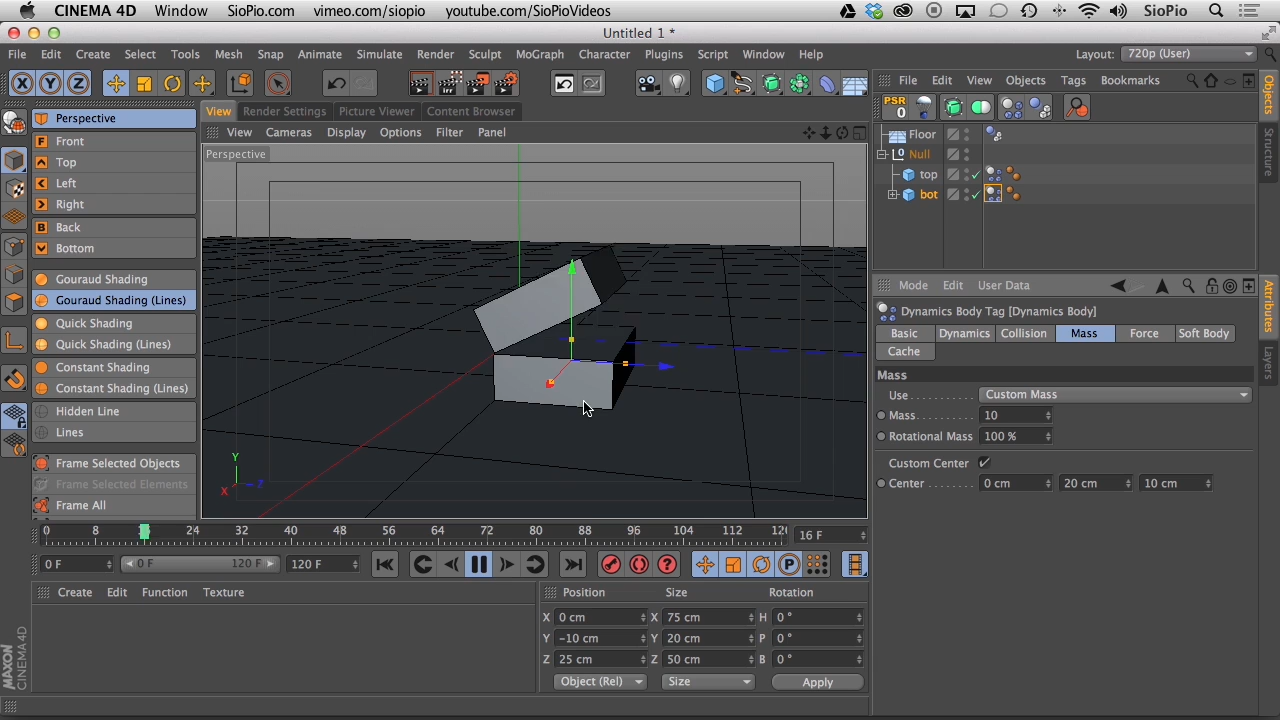 CINEMA 4D Window SioPio.com vimeo.com/siopio youtube.com/SioPioVideos SioPio
Untitled 1 *
File Edit Create Select Tools Mesh Snap Animate Simulate Render Sculpt MoGraph Character Plugins Script Window Help Layout: 720p (User)
X Y Z
File Edit View Objects Tags Bookmarks
PSR
0
View Render Settings Picture Viewer Content Browser
View Cameras Display Options Filter Panel
Perspective
Perspective
F Front
Top
Left
Right
B Back
Bottom
Gouraud Shading
Gouraud Shading (Lines)
Quick Shading
Quick Shading (Lines)
Constant Shading
Constant Shading (Lines)
Hidden Line
Lines
Frame Selected Objects
Frame Selected Elements
Frame All
Y
X Z
Floor
Null
top
bot
Objects
Structure
Mode Edit User Data
Dynamics Body Tag [Dynamics Body]
Basic Dynamics Collision Mass Force Soft Body
Cache
Mass
Use Custom Mass
Mass 10
Rotational Mass 100 %
Custom Center
Center 0 cm 20 cm 10 cm
Attributes
Layers
0 8 24 32 40 48 56 64 72 80 88 96 104 112 12 16 F
0 F 0 F 120 F 120 F
P
Create Edit Function Texture
Position Size Rotation
X 0 cm X 75 cm H 0 °
Y -10 cm Y 20 cm P 0 °
Z 25 cm Z 50 cm B 0 °
Object (Rel) Size Apply
MAXON
CINEMA 4D